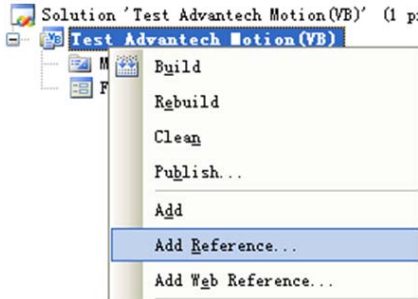 Solution 'Test Advantech Motion(VB)' (1 p
Test Advantech Motion(VB)
M
F
Build
Rebuild
Clean
Publish...
Add
Add Reference...
Add Web Reference...